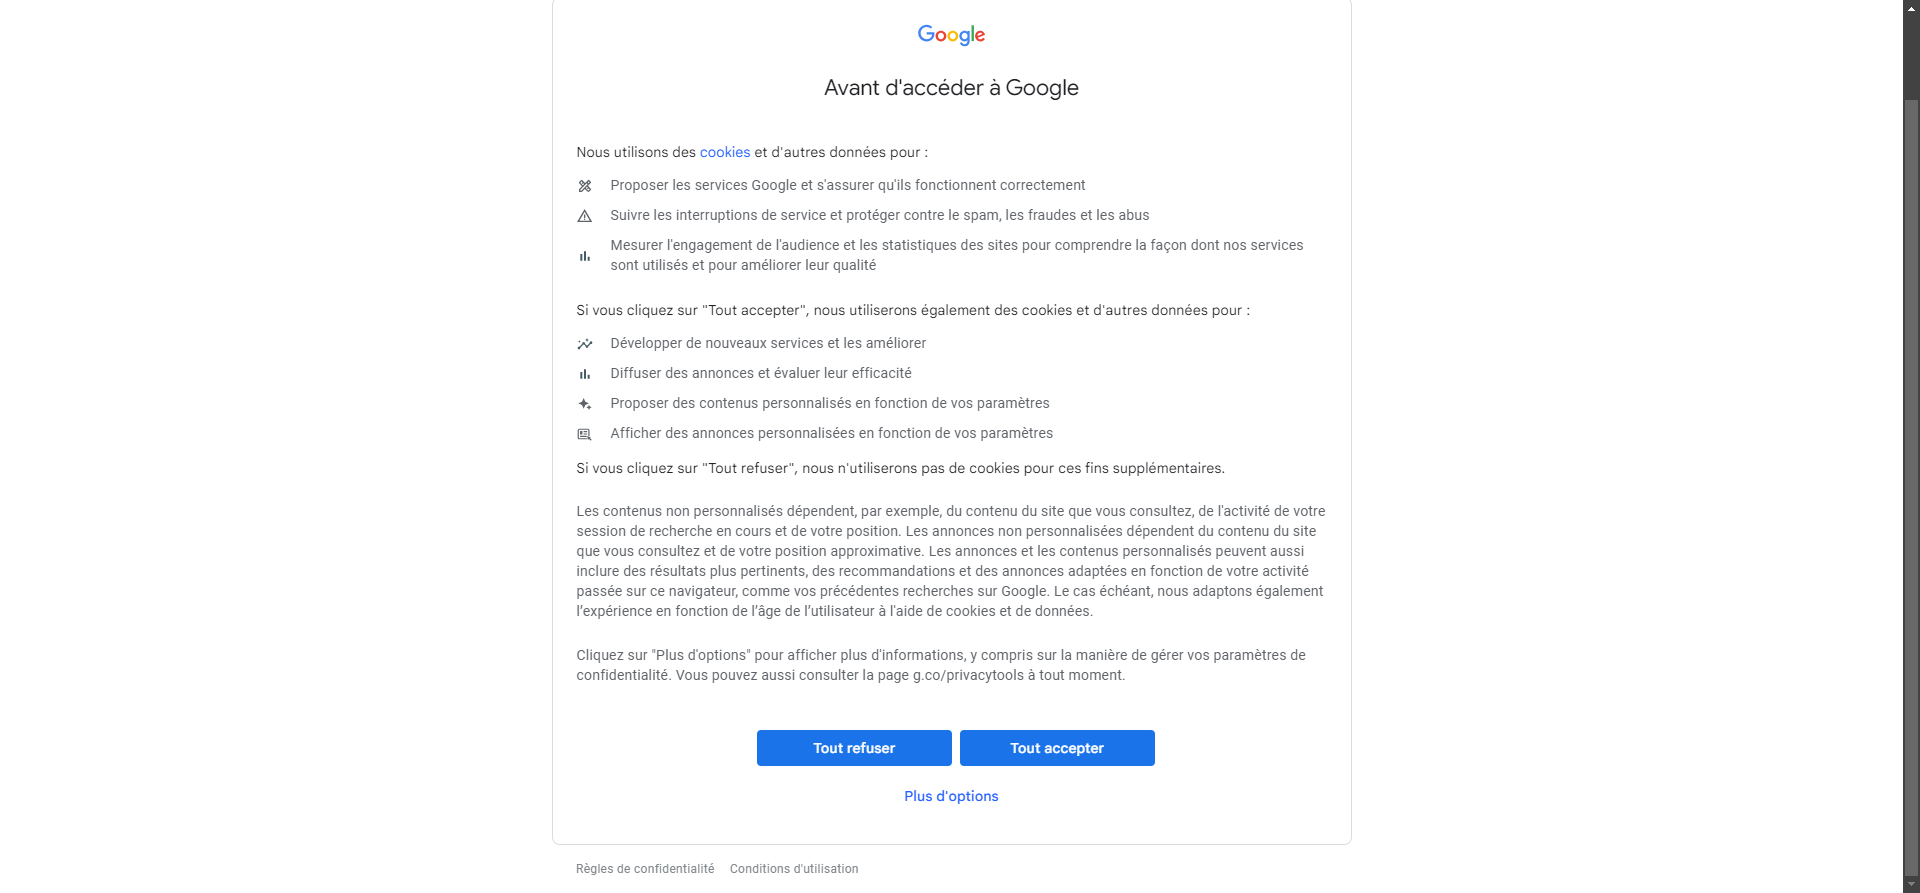 Google
Avant d'accéder à Google
Nous utilisons des cookies et d'autres données pour :
Proposer les services Google et s'assurer qu'ils fonctionnent correctement
Suivre les interruptions de service et protéger contre le spam, les fraudes et les abus
Mesurer l'engagement de l'audience et les statistiques des sites pour comprendre la façon dont nos services
sont utilisés et pour améliorer leur qualité
Si vous cliquez sur "Tout accepter", nous utiliserons également des cookies et d'autres données pour :
Développer de nouveaux services et les améliorer
Diffuser des annonces et évaluer leur efficacité
Proposer des contenus personnalisés en fonction de vos paramètres
Afficher des annonces personnalisées en fonction de vos paramètres
Si vous cliquez sur "Tout refuser", nous n'utiliserons pas de cookies pour ces fins supplémentaires.
Les contenus non personnalisés dépendent, par exemple, du contenu du site que vous consultez, de l'activité de votre
session de recherche en cours et de votre position. Les annonces non personnalisées dépendent du contenu du site
que vous consultez et de votre position approximative. Les annonces et les contenus personnalisés peuvent aussi
inclure des résultats plus pertinents, des recommandations et des annonces adaptées en fonction de votre activité
passée sur ce navigateur, comme vos précédentes recherches sur Google. Le cas échéant, nous adaptons également
l’expérience en fonction de l’âge de l’utilisateur à l'aide de cookies et de données.
Cliquez sur "Plus d'options" pour afficher plus d'informations, y compris sur la manière de gérer vos paramètres de
confidentialité. Vous pouvez aussi consulter la page g.co/privacytools à tout moment.
Tout refuser
Tout accepter
Plus d'options
Règles de confidentialité
Conditions d'utilisation